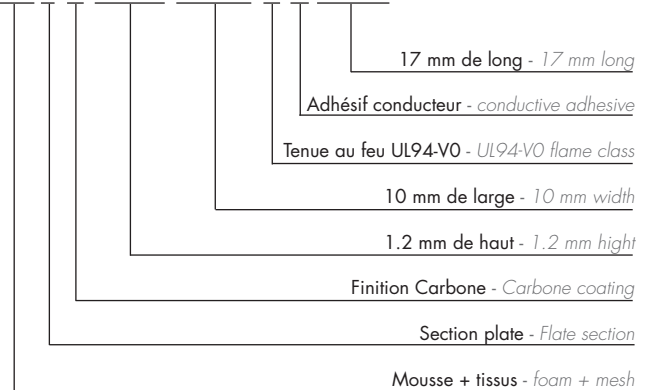 17 mm de long - 17 mm long
Adhésif conducteur - conductive adhesive
Tenue au feu UL94-V0 - UL94-V0 flame class
10 mm de large - 10 mm width
1.2 mm de haut - 1.2 mm hight
Finition Carbone - Carbone coating
Section plate - Flate section
Mousse + tissus - foam + mesh